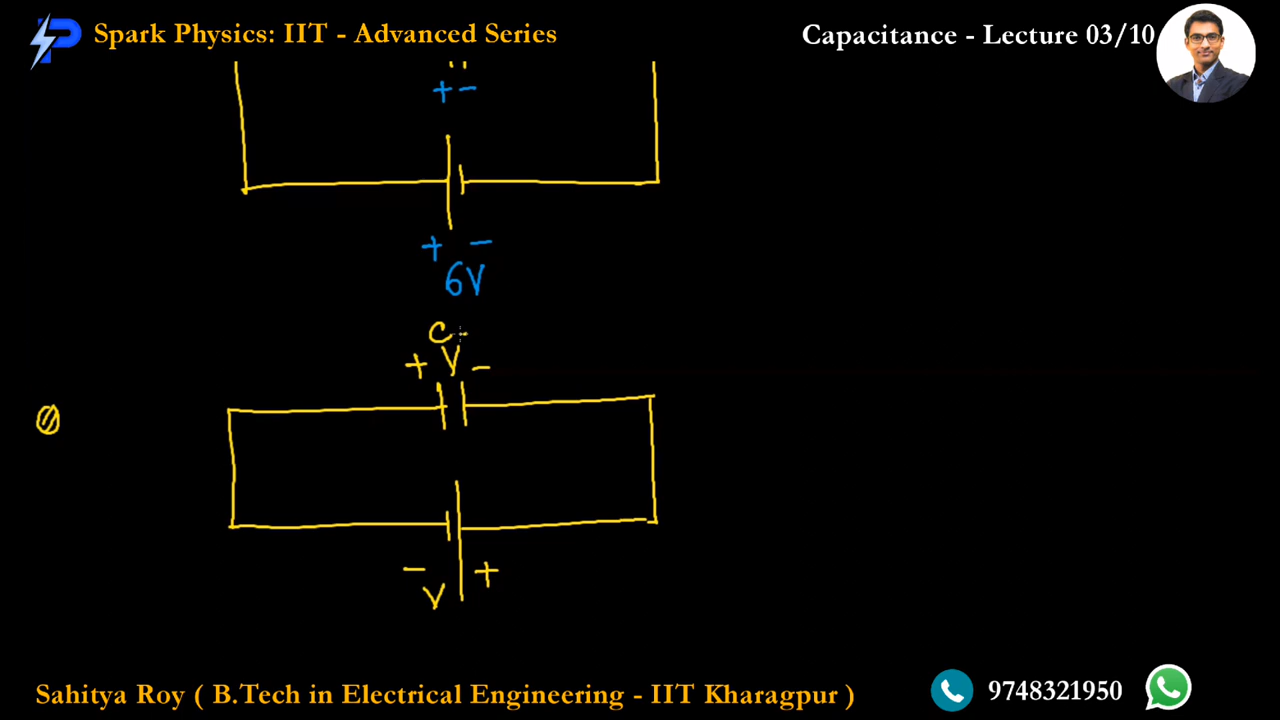 Spark Physics: IIT - Advanced Series
Capacitance - Lecture 03/10
+ -
+ -
6V
C
+ V -
- +
V
Sahitya Roy ( B.Tech in Electrical Engineering - IIT Kharagpur )
9748321950